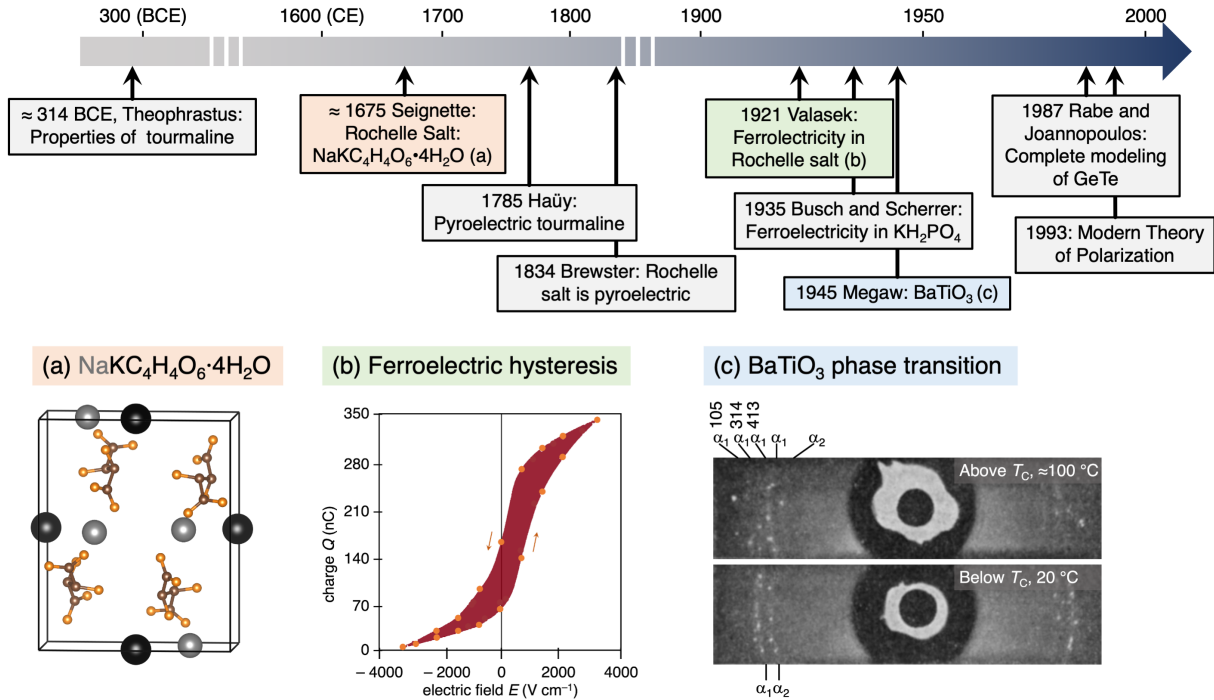 300 (BCE)
1600 (CE)
1700
1800
1900
1950
2000
≈ 314 BCE, Theophrastus:
Properties of tourmaline
≈ 1675 Seignette:
Rochelle Salt:
NaKC₄H₄O₆•4H₂O (a)
1785 Haüy:
Pyroelectric tourmaline
1834 Brewster: Rochelle
salt is pyroelectric
1921 Valasek:
Ferrolectricity in
Rochelle salt (b)
1935 Busch and Scherrer:
Ferroelectricity in KH₂PO₄
1945 Megaw: BaTiO₃ (c)
1987 Rabe and
Joannopoulos:
Complete modeling
of GeTe
1993: Modern Theory
of Polarization
(a) NaKC₄H₄O₆·4H₂O
(b) Ferroelectric hysteresis
350
280
210
140
70
0
charge Q (nC)
– 4000
– 2000
0
2000
4000
electric field E (V cm⁻¹)
(c) BaTiO₃ phase transition
105
314
413
α₁
α₁
α₁
α₁
α₂
Above T_C, ≈100 °C
Below T_C, 20 °C
α₁
α₂